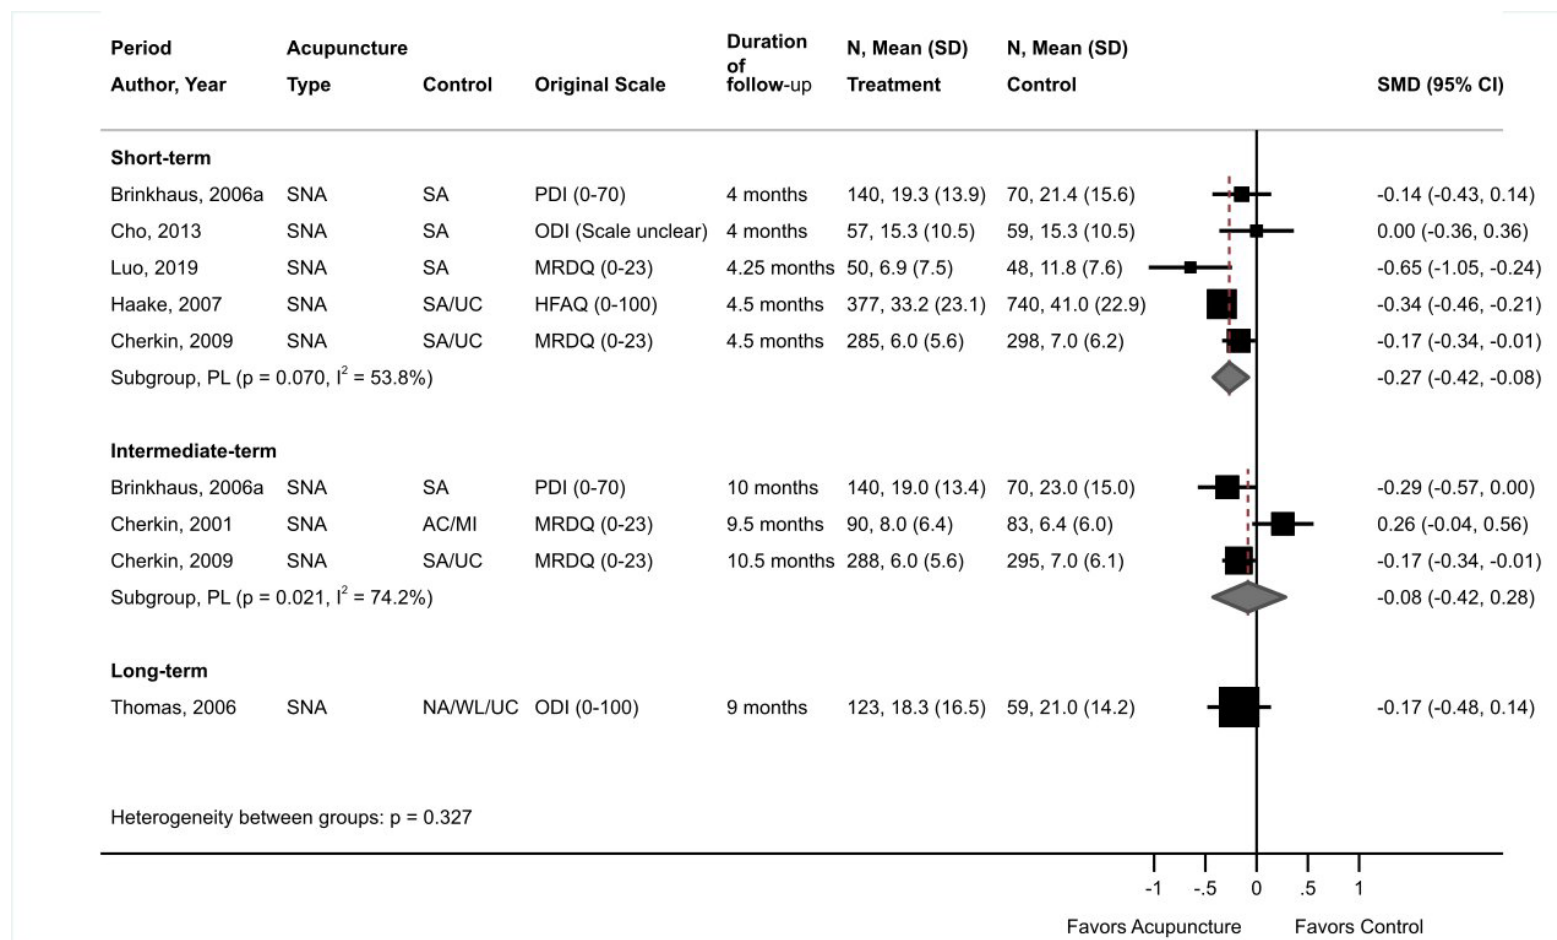 Period Acupuncture Duration of N, Mean (SD) N, Mean (SD)
Author, Year Type Control Original Scale follow-up Treatment Control SMD (95% CI)
Short-term
Brinkhaus, 2006a SNA SA PDI (0-70) 4 months 140, 19.3 (13.9) 70, 21.4 (15.6) -0.14 (-0.43, 0.14)
Cho, 2013 SNA SA ODI (Scale unclear) 4 months 57, 15.3 (10.5) 59, 15.3 (10.5) 0.00 (-0.36, 0.36)
Luo, 2019 SNA SA MRDQ (0-23) 4.25 months 50, 6.9 (7.5) 48, 11.8 (7.6) -0.65 (-1.05, -0.24)
Haake, 2007 SNA SA/UC HFAQ (0-100) 4.5 months 377, 33.2 (23.1) 740, 41.0 (22.9) -0.34 (-0.46, -0.21)
Cherkin, 2009 SNA SA/UC MRDQ (0-23) 4.5 months 285, 6.0 (5.6) 298, 7.0 (6.2) -0.17 (-0.34, -0.01)
Subgroup, PL (p = 0.070, I² = 53.8%) -0.27 (-0.42, -0.08)
Intermediate-term
Brinkhaus, 2006a SNA SA PDI (0-70) 10 months 140, 19.0 (13.4) 70, 23.0 (15.0) -0.29 (-0.57, 0.00)
Cherkin, 2001 SNA AC/MI MRDQ (0-23) 9.5 months 90, 8.0 (6.4) 83, 6.4 (6.0) 0.26 (-0.04, 0.56)
Cherkin, 2009 SNA SA/UC MRDQ (0-23) 10.5 months 288, 6.0 (5.6) 295, 7.0 (6.1) -0.17 (-0.34, -0.01)
Subgroup, PL (p = 0.021, I² = 74.2%) -0.08 (-0.42, 0.28)
Long-term
Thomas, 2006 SNA NA/WL/UC ODI (0-100) 9 months 123, 18.3 (16.5) 59, 21.0 (14.2) -0.17 (-0.48, 0.14)
Heterogeneity between groups: p = 0.327
-1 -.5 0 .5 1
Favors Acupuncture Favors Control